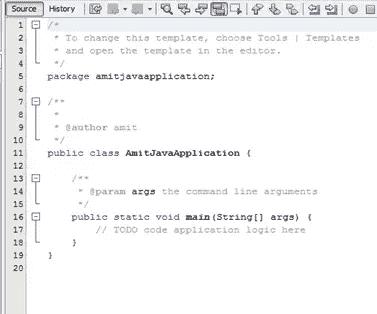 Source History
1 /*
2 * To change this template, choose Tools | Templates
3 * and open the template in the editor.
4 */
5 package amitjavaapplication;
6
7 /**
8 *
9 * @author amit
10 */
11 public class AmitJavaApplication {
12
13 /**
14 * @param args the command line arguments
15 */
16 public static void main(String[] args) {
17 // TODO code application logic here
18 }
19 }
20